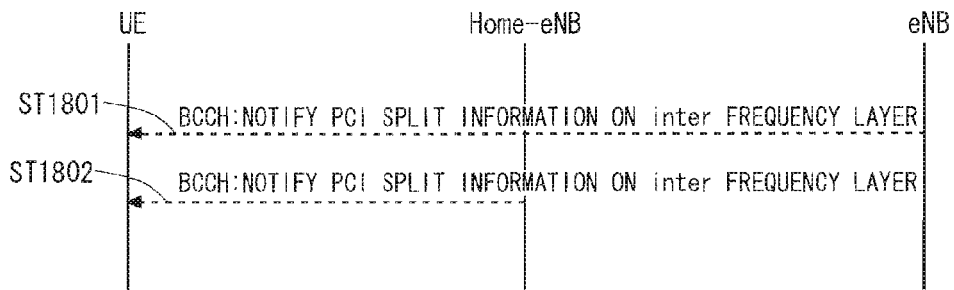 UE Home-eNB eNB
ST1801 BCCH:NOTIFY PCI SPLIT INFORMATION ON inter FREQUENCY LAYER
ST1802 BCCH:NOTIFY PCI SPLIT INFORMATION ON inter FREQUENCY LAYER